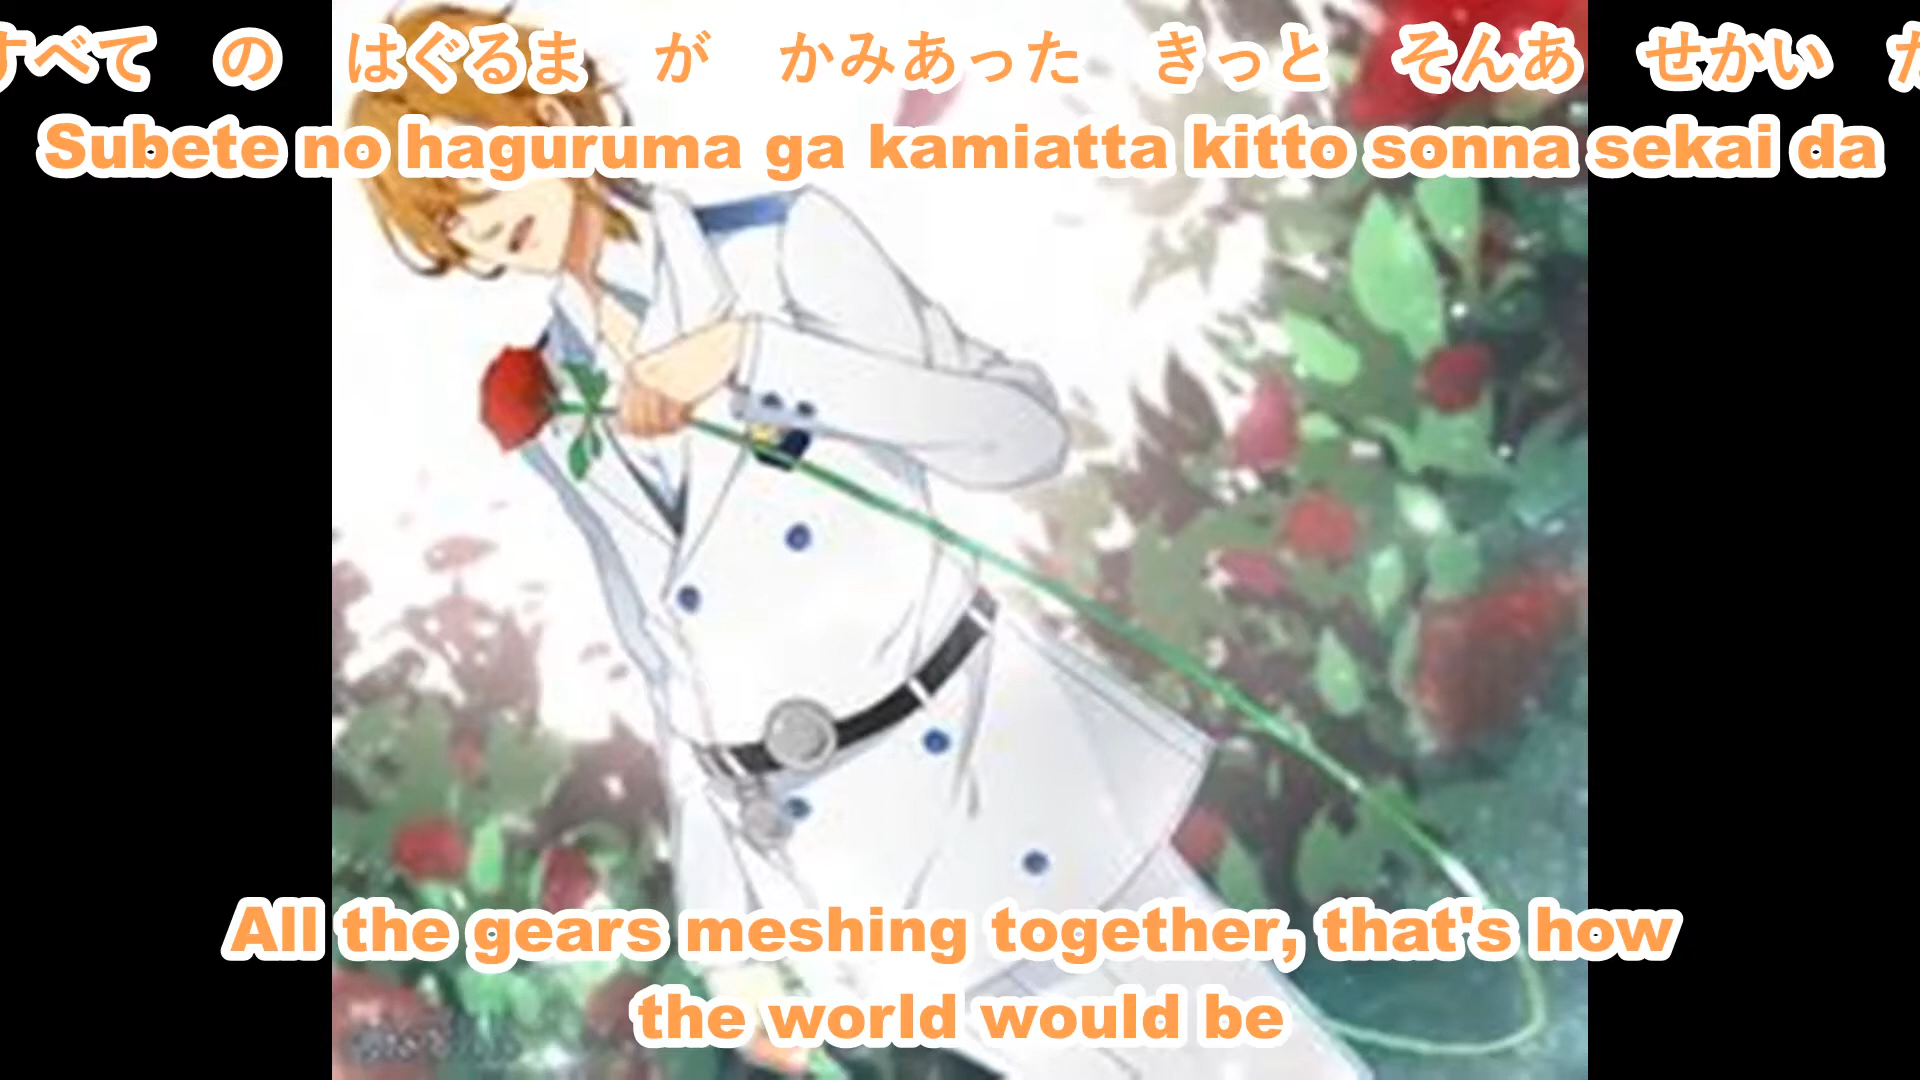 すべて の はぐるま が かみあった きっと そんあ せかい だ
Subete no haguruma ga kamiatta kitto sonna sekai da
All the gears meshing together, that's how
the world would be